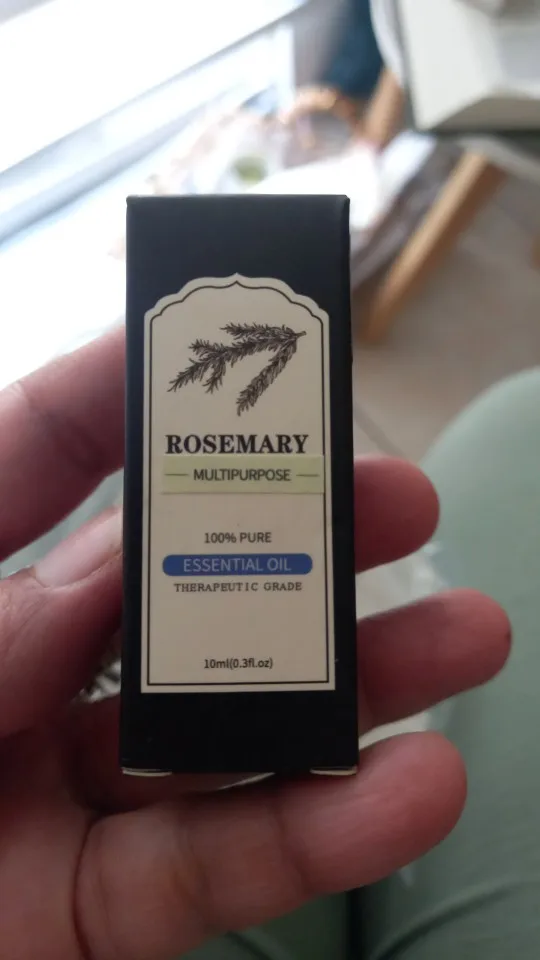 ROSEMARY
MULTIPURPOSE
100% PURE
ESSENTIAL OIL
THERAPEUTIC GRADE
10ml(0.3fl.oz)